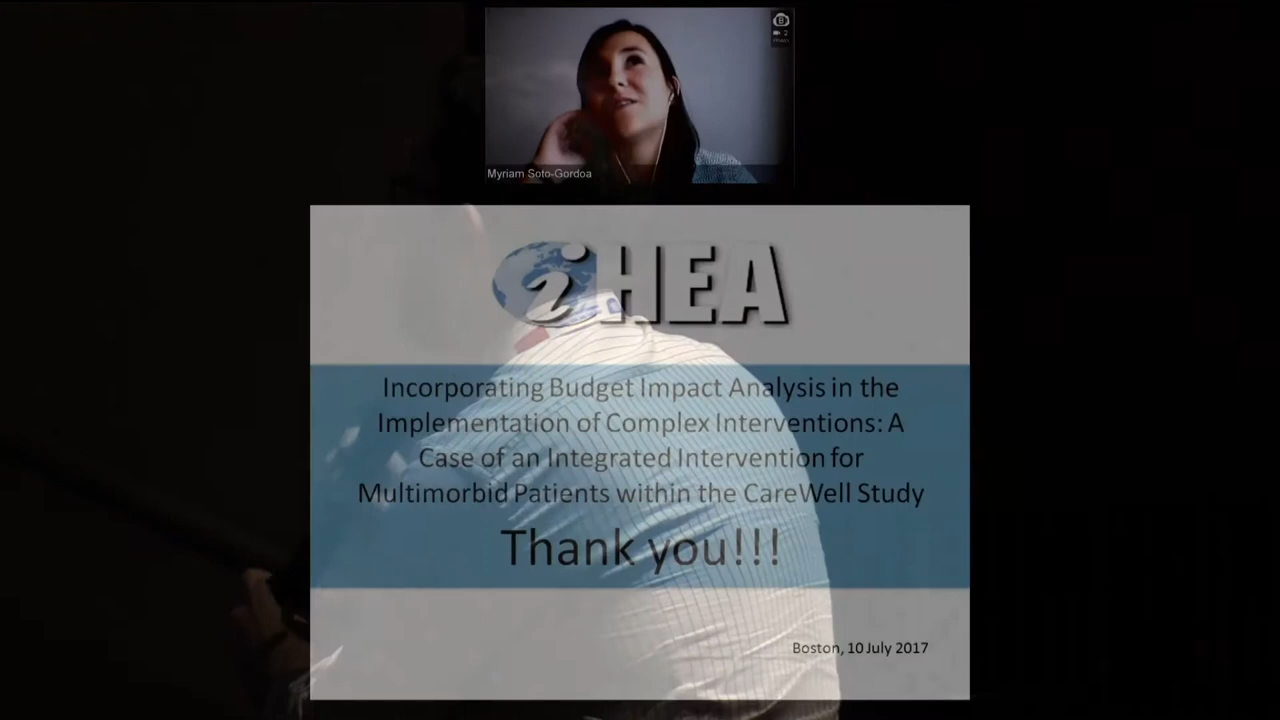 Myriam Soto-Gordoa
iHEA
Incorporating Budget Impact Analysis in the
Implementation of Complex Interventions: A
Case of an Integrated Intervention for
Multimorbid Patients within the CareWell Study
Thank you!!!
Boston, 10 July 2017